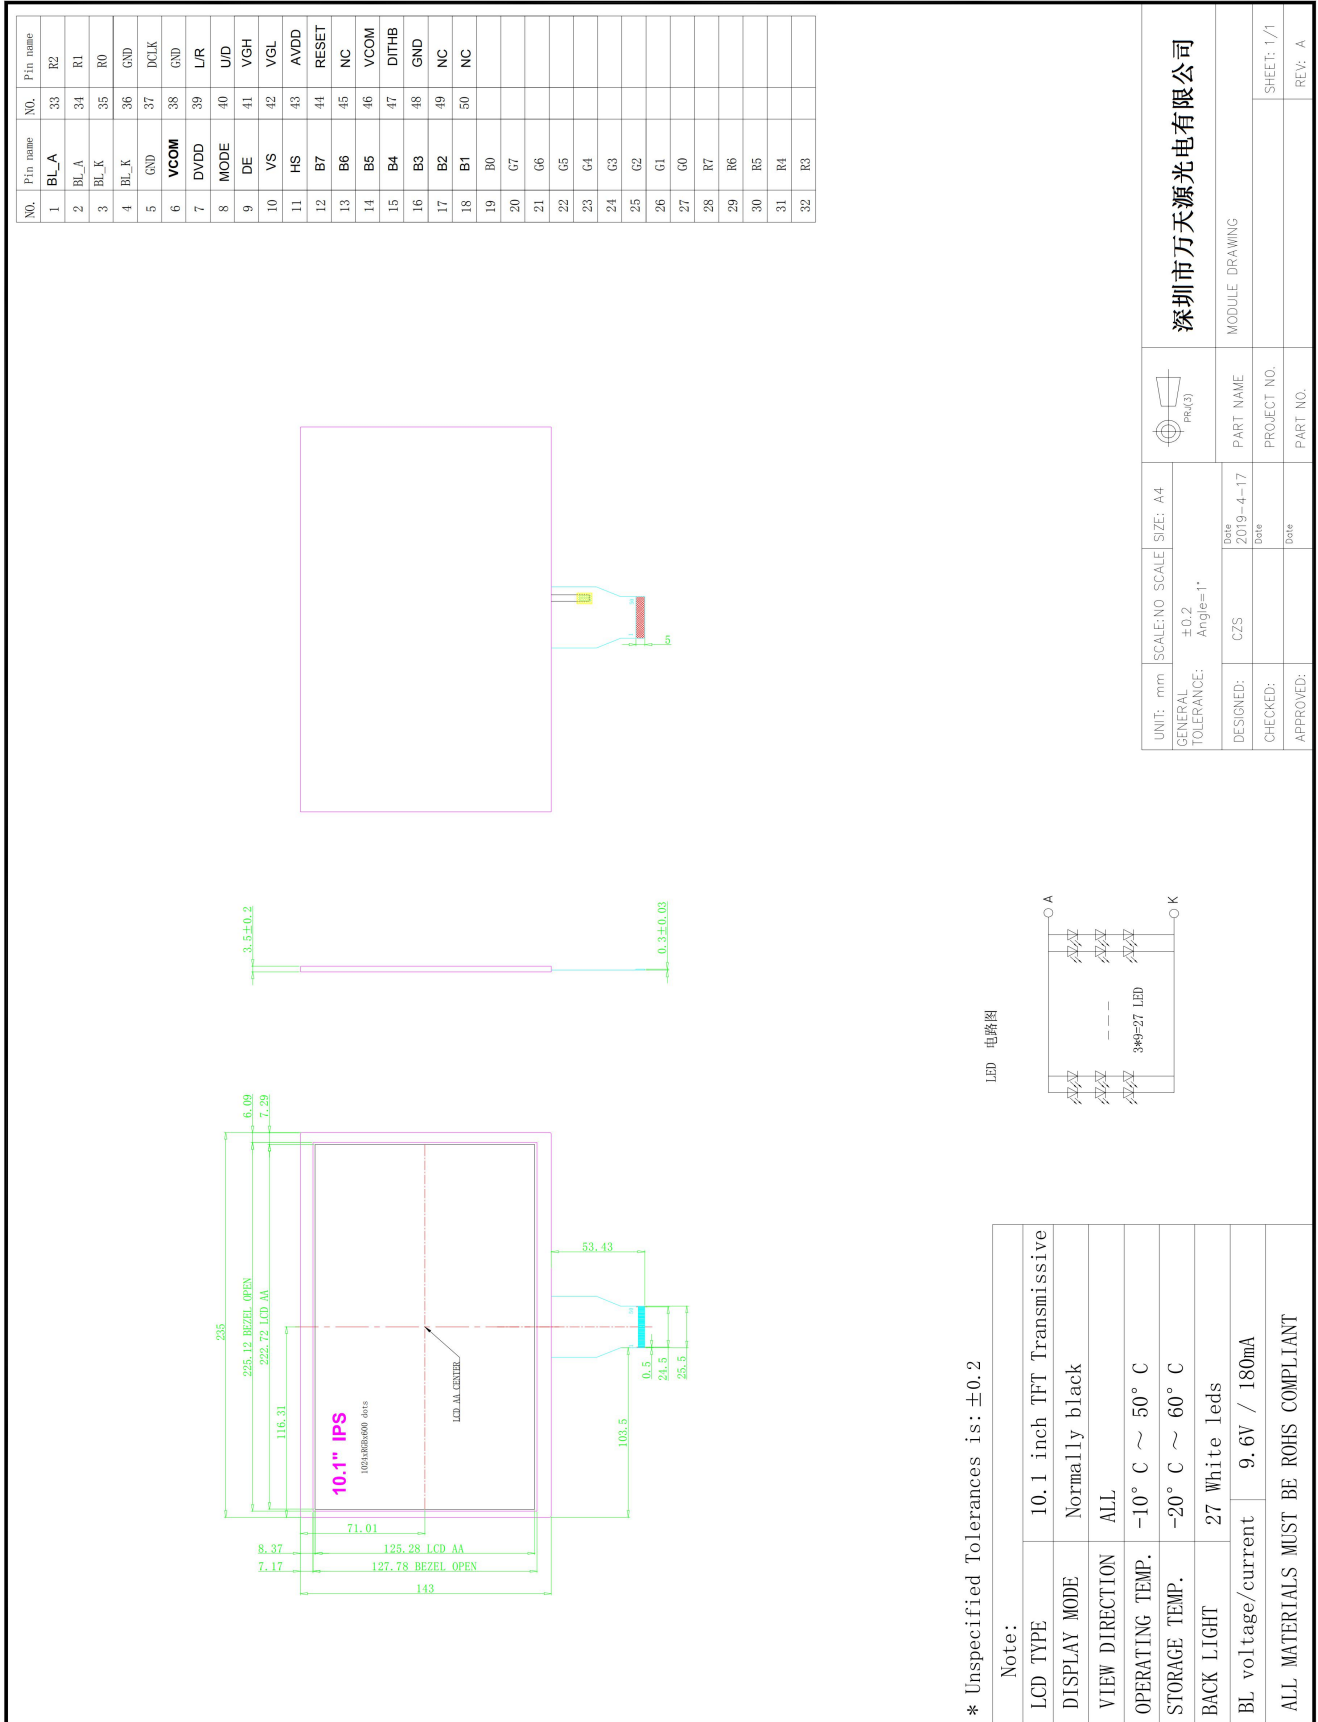 NO. Pin name NO. Pin name
1 BL_A 33 R2
2 BL_A 34 R1
3 BL_K 35 R0
4 BL_K 36 GND
5 GND 37 DCLK
6 VCOM 38 GND
7 DVDD 39 L/R
8 MODE 40 U/D
9 DE 41 VGH
10 VS 42 VGL
11 HS 43 AVDD
12 B7 44 RESET
13 B6 45 NC
14 B5 46 VCOM
15 B4 47 DITHB
16 B3 48 GND
17 B2 49 NC
18 B1 50 NC
19 B0
20 G7
21 G6
22 G5
23 G4
24 G3
25 G2
26 G1
27 G0
28 R7
29 R6
30 R5
31 R4
32 R3
235
225.12 BEZEL OPEN
222.72 LCD AA
116.31
6.09
7.29
10.1" IPS
1024xRGBx600 dots
LCD AA CENTER
71.01
8.37
125.28 LCD AA
7.17
127.78 BEZEL OPEN
143
53.43
103.5
0.5
24.5
25.5
3.5±0.2
0.3±0.03
5
LED 电路图
A
K
3*9=27 LED
* Unspecified Tolerances is: ±0.2
Note:
LCD TYPE 10.1 inch TFT Transmissive
DISPLAY MODE Normally black
VIEW DIRECTION ALL
OPERATING TEMP. -10° C ~ 50° C
STORAGE TEMP. -20° C ~ 60° C
BACK LIGHT 27 White leds
BL voltage/current 9.6V / 180mA
ALL MATERIALS MUST BE ROHS COMPLIANT
UNIT: mm SCALE:NO SCALE SIZE: A4
PRJ(3)
深圳市万天源光电有限公司
GENERAL TOLERANCE: ±0.2
Angle=1°
DESIGNED: CZS Date 2019-4-17 PART NAME MODULE DRAWING
CHECKED: Date PROJECT NO. SHEET: 1/1
APPROVED: Date PART NO. REV: A